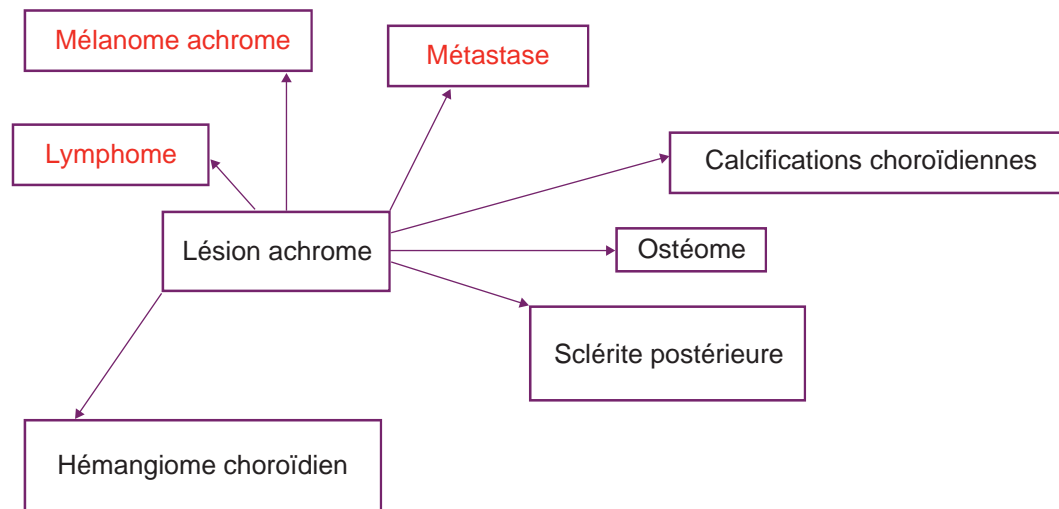 Mélanome achrome
Métastase
Lymphome
Calcifications choroïdiennes
Lésion achrome
Ostéome
Sclérite postérieure
Hémangiome choroïdien